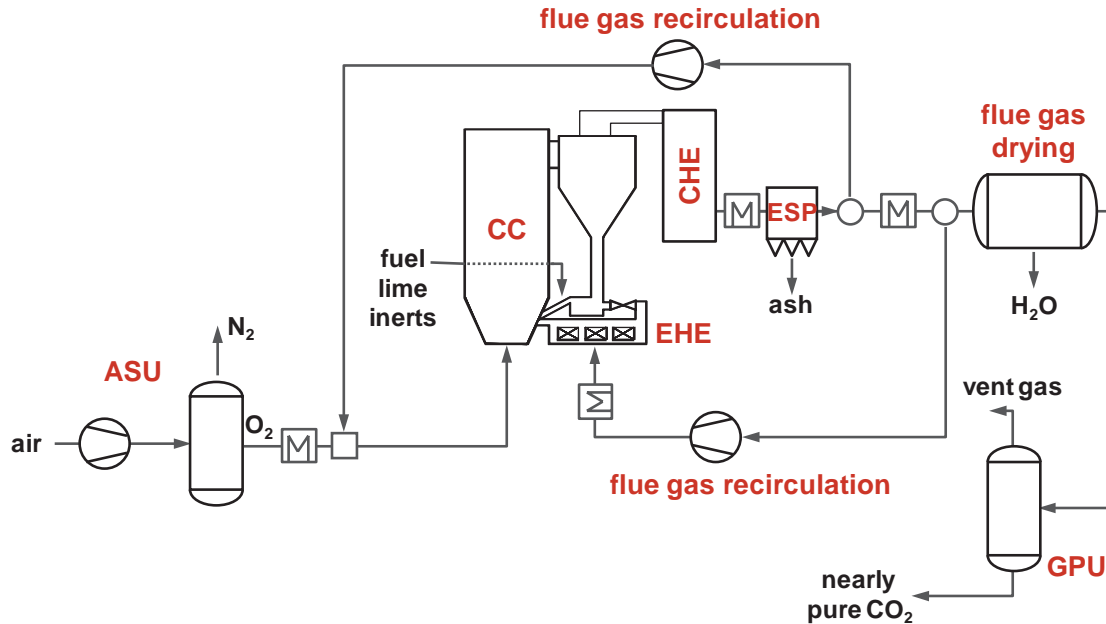 flue gas recirculation
flue gas
drying
CHE
ESP
CC
fuel
lime
inerts
ash
H₂O
EHE
N₂
ASU
O₂
air
vent gas
flue gas recirculation
GPU
nearly
pure CO₂